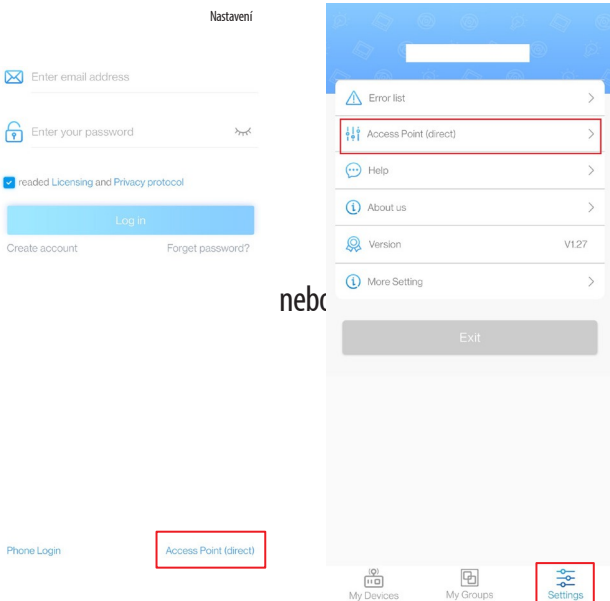 Nastavení
Enter email address
Enter your password
readed Licensing and Privacy protocol
Log in
Create account Forget password?
Phone Login Access Point (direct)
Error list
Access Point (direct)
Help
About us
Version V1.27
More Setting
Exit
My Devices My Groups Settings